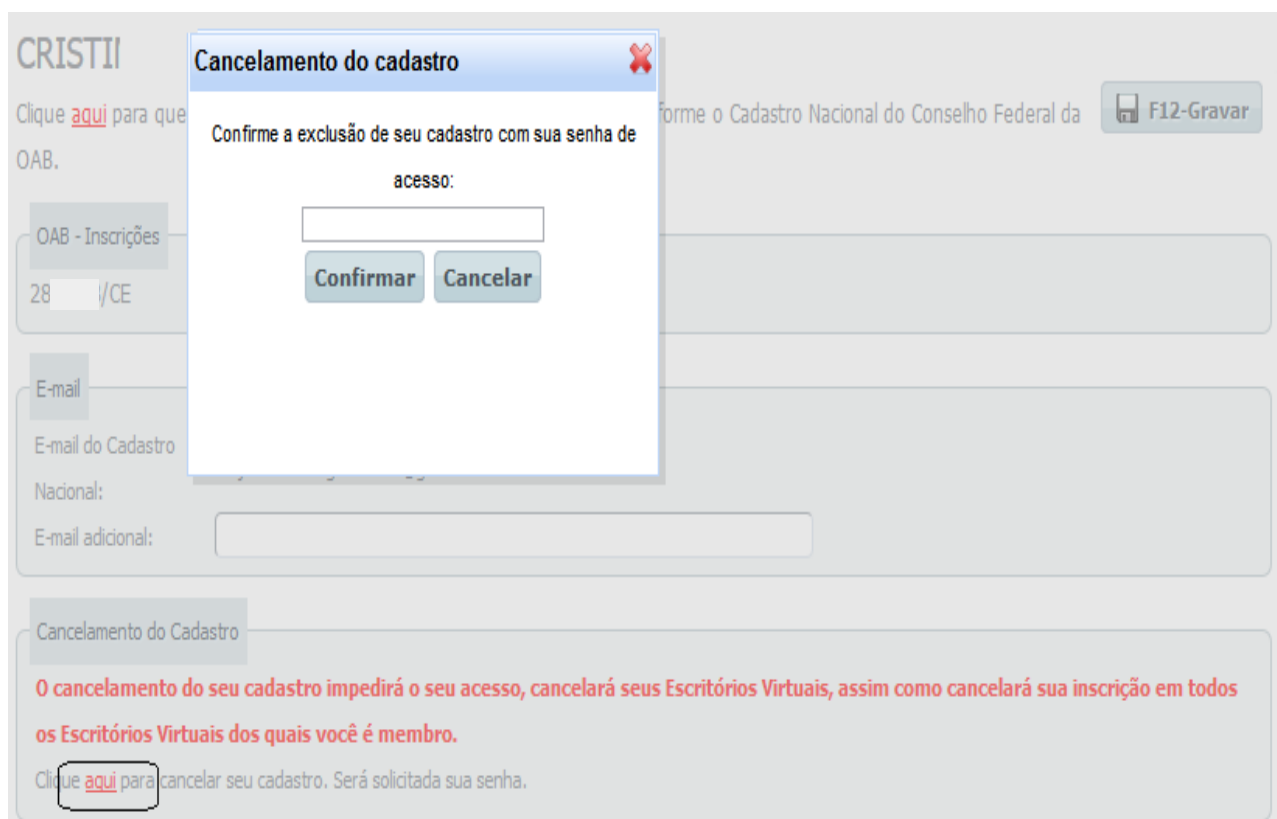 CRISTI
Cancelamento do cadastro
Clique aqui para que
forme o Cadastro Nacional do Conselho Federal da
F12-Gravar
OAB.
Confirme a exclusão de seu cadastro com sua senha de
acesso:
Confirmar Cancelar
OAB - Inscrições
28 /CE
E-mail
E-mail do Cadastro
Nacional:
E-mail adicional:
Cancelamento do Cadastro
O cancelamento do seu cadastro impedirá o seu acesso, cancelará seus Escritórios Virtuais, assim como cancelará sua inscrição em todos
os Escritórios Virtuais dos quais você é membro.
Clique aqui para cancelar seu cadastro. Será solicitada sua senha.